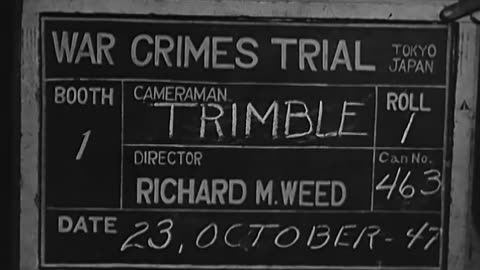 WAR CRIMES TRIAL TOKYO JAPAN
BOOTH 1
CAMERAMAN TRIMBLE
ROLL 1
DIRECTOR RICHARD M. WEED
Can No. 463
DATE 23, OCTOBER - 47